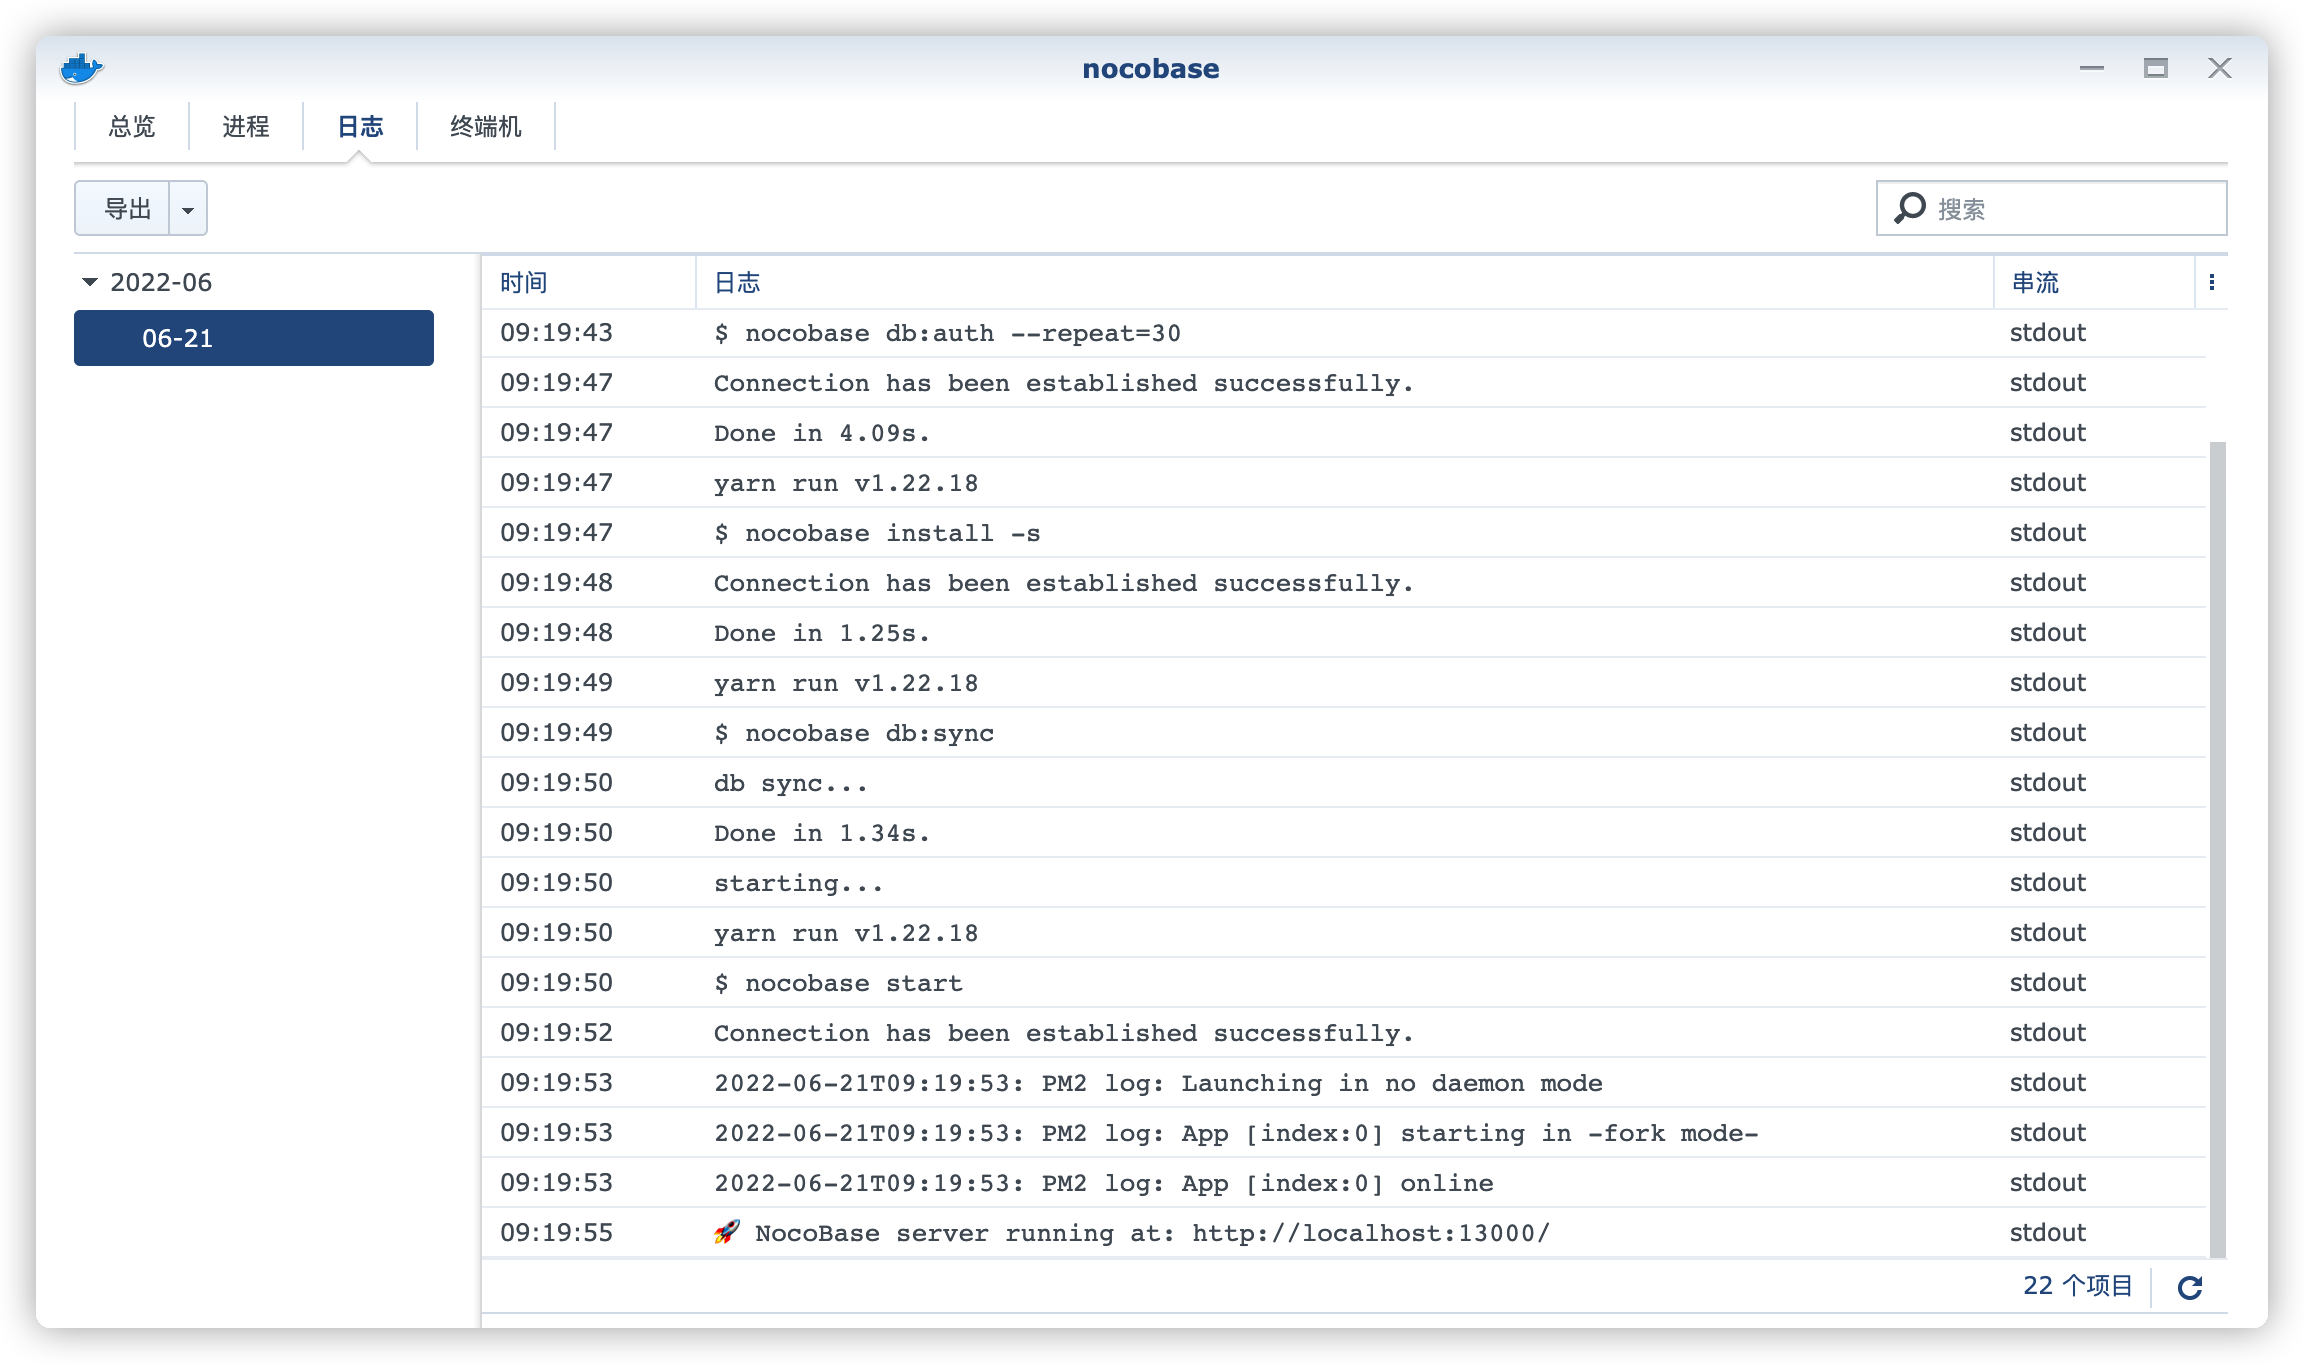 nocobase
总览 进程 日志 终端机
导出 搜索
2022-06
06-21
时间 日志 串流
09:19:43 $ nocobase db:auth --repeat=30 stdout
09:19:47 Connection has been established successfully. stdout
09:19:47 Done in 4.09s. stdout
09:19:47 yarn run v1.22.18 stdout
09:19:47 $ nocobase install -s stdout
09:19:48 Connection has been established successfully. stdout
09:19:48 Done in 1.25s. stdout
09:19:49 yarn run v1.22.18 stdout
09:19:49 $ nocobase db:sync stdout
09:19:50 db sync... stdout
09:19:50 Done in 1.34s. stdout
09:19:50 starting... stdout
09:19:50 yarn run v1.22.18 stdout
09:19:50 $ nocobase start stdout
09:19:52 Connection has been established successfully. stdout
09:19:53 2022-06-21T09:19:53: PM2 log: Launching in no daemon mode stdout
09:19:53 2022-06-21T09:19:53: PM2 log: App [index:0] starting in -fork mode- stdout
09:19:53 2022-06-21T09:19:53: PM2 log: App [index:0] online stdout
09:19:55 🚀 NocoBase server running at: http://localhost:13000/ stdout
22 个项目